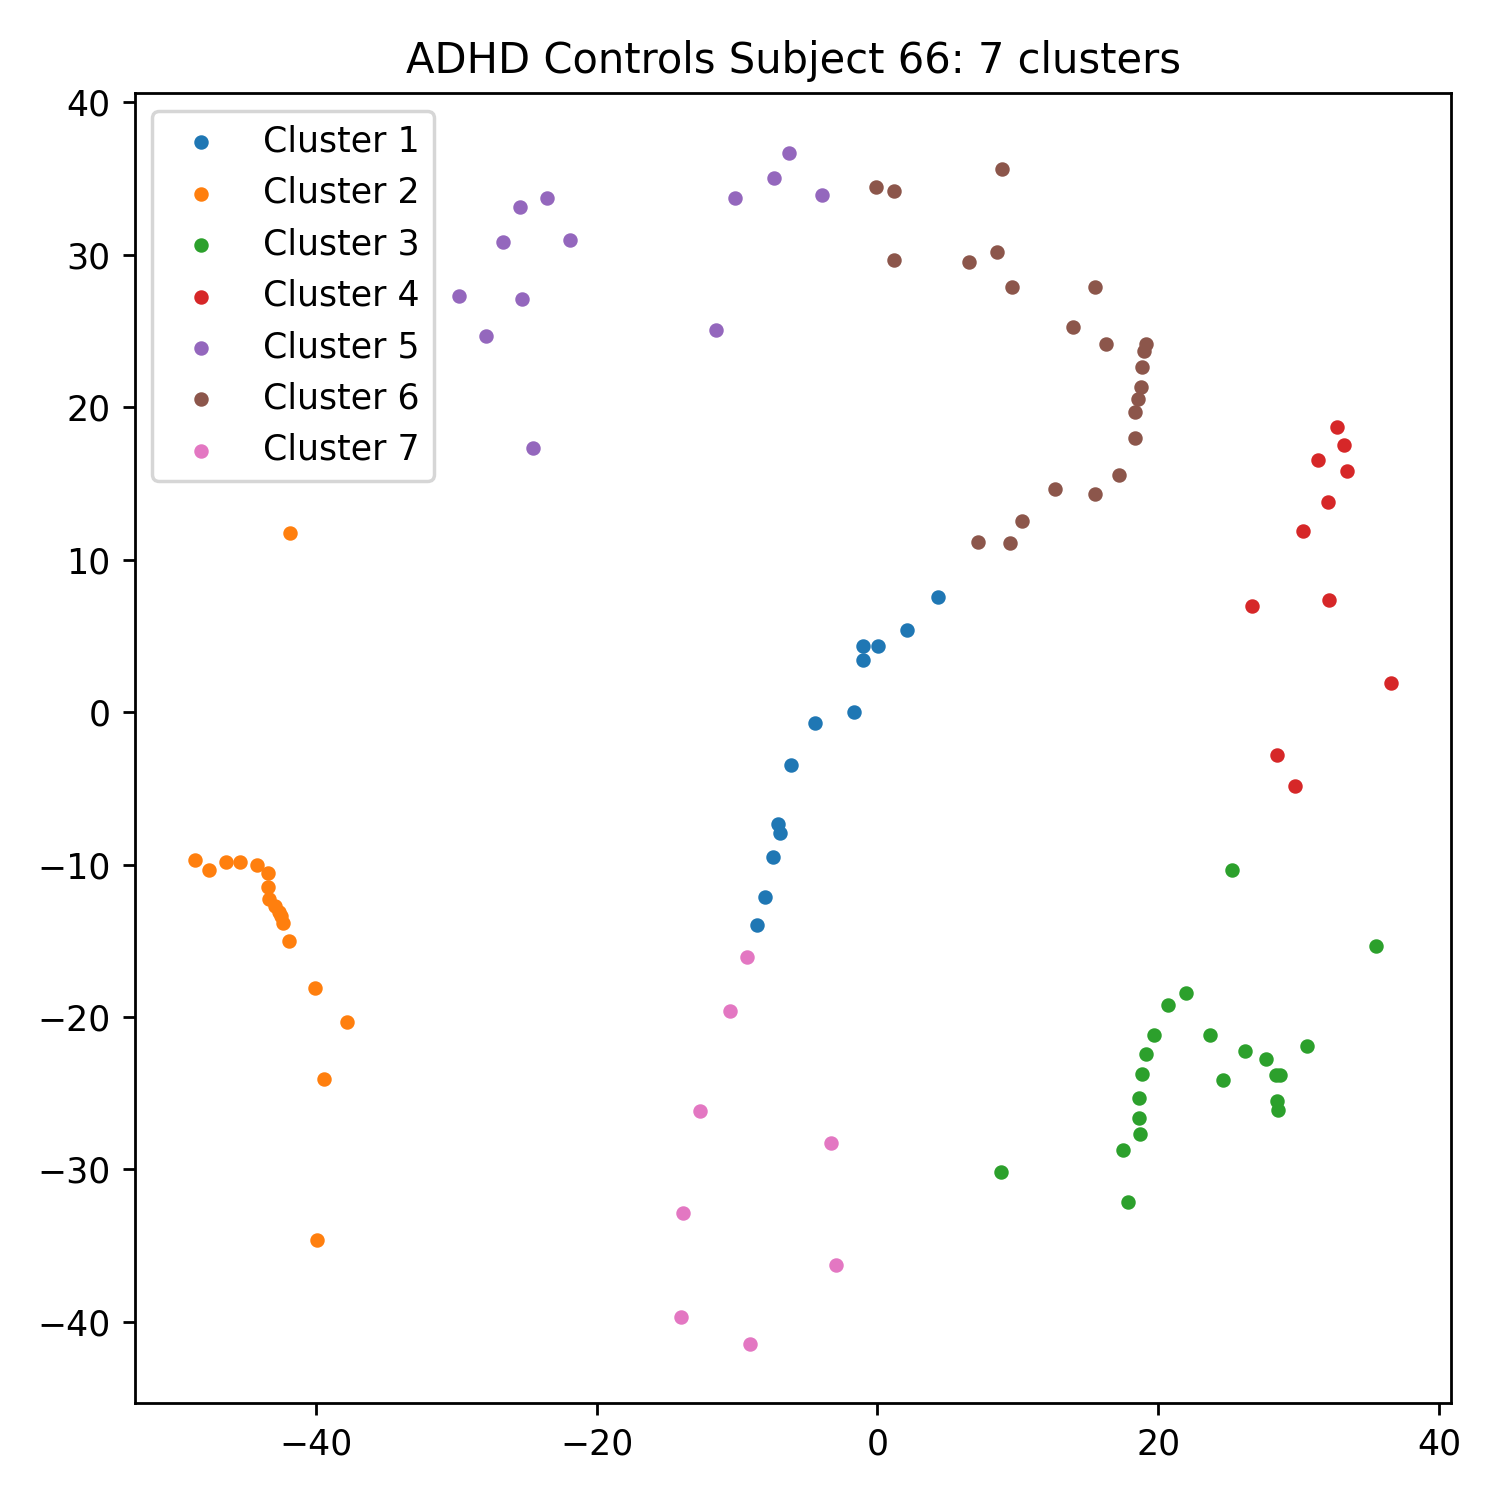 ADHD Controls Subject 66: 7 clusters
40
30
20
10
0
−10
−20
−30
−40
Cluster 1
Cluster 2
Cluster 3
Cluster 4
Cluster 5
Cluster 6
Cluster 7
−40 −20 0 20 40